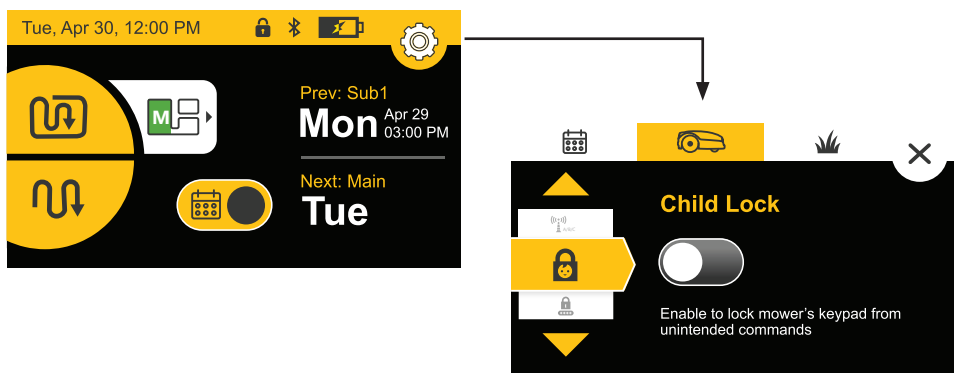 Tue, Apr 30, 12:00 PM
Prev: Sub1
Mon Apr 29
03:00 PM
M
Next: Main
Tue
Child Lock
A/B/C
Enable to lock mower's keypad from
unintended commands